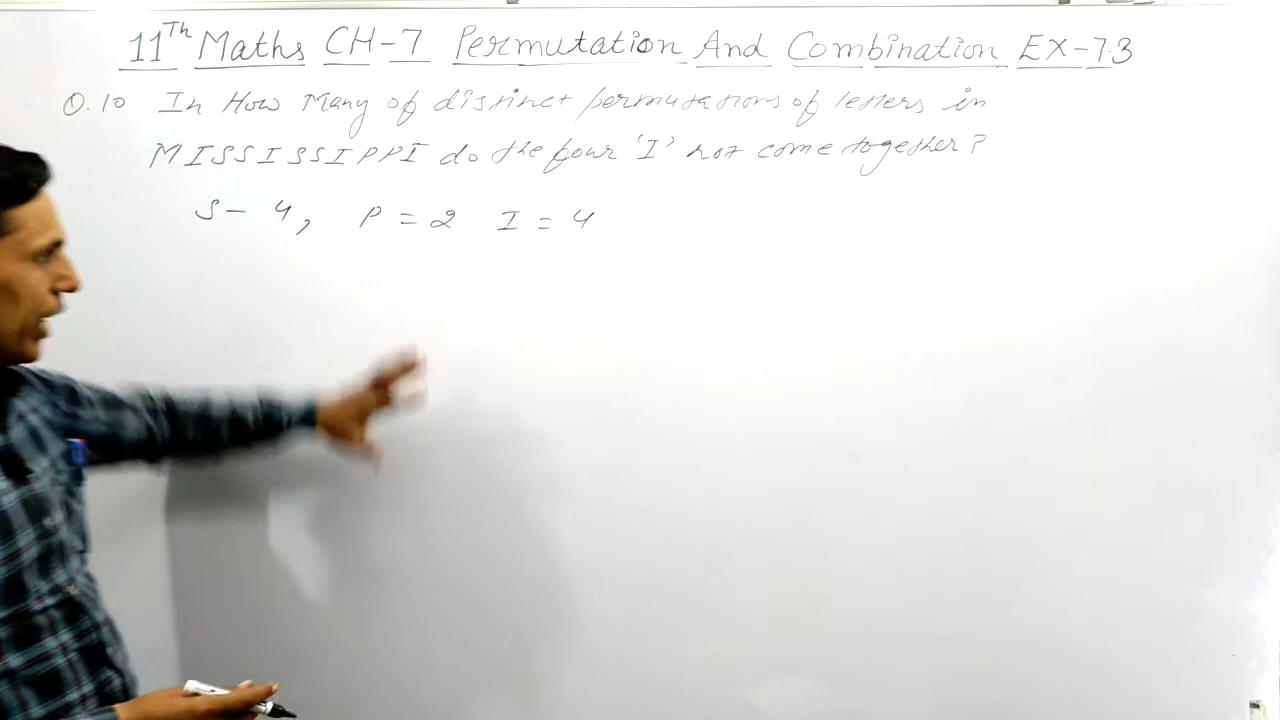 11Th Maths CH-7 Permutation And Combination EX-7.3
Q.10 In How Many of distinct permutations of letters in
MISSISSIPPI do the four 'I' not come together?
S- 4, P = 2 I = 4